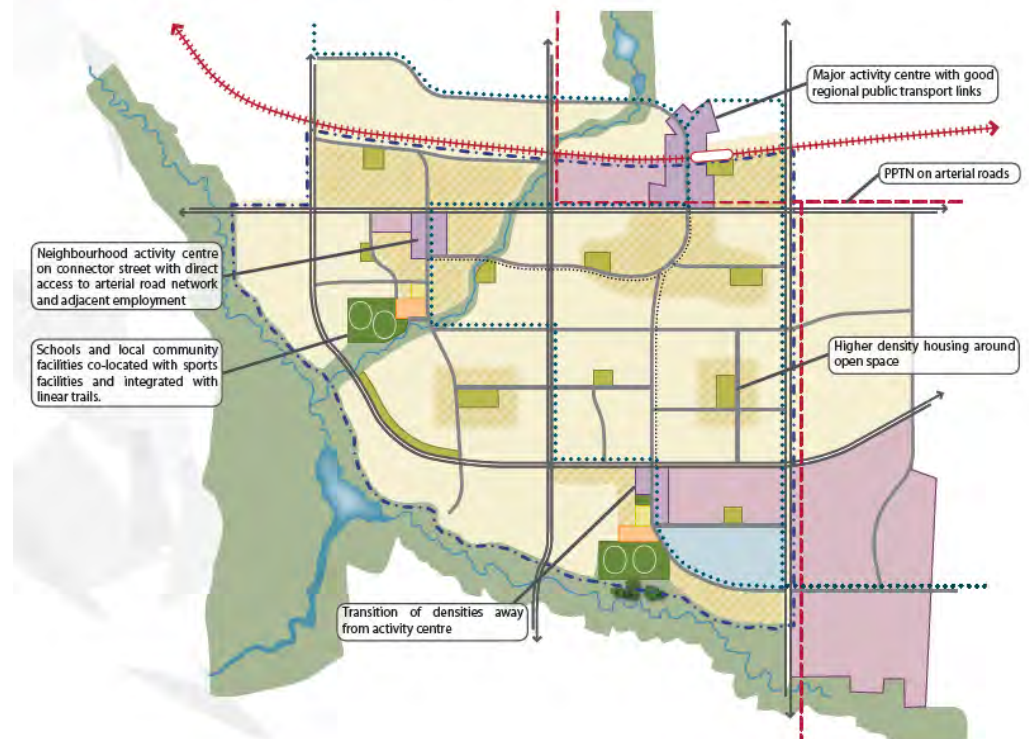 Major activity centre with good
regional public transport links
PPTN on arterial roads
Neighbourhood activity centre
on connector street with direct
access to arterial road network
and adjacent employment
Schools and local community
facilities co-located with sports
facilities and integrated with
linear trails.
Higher density housing around
open space
Transition of densities away
from activity centre